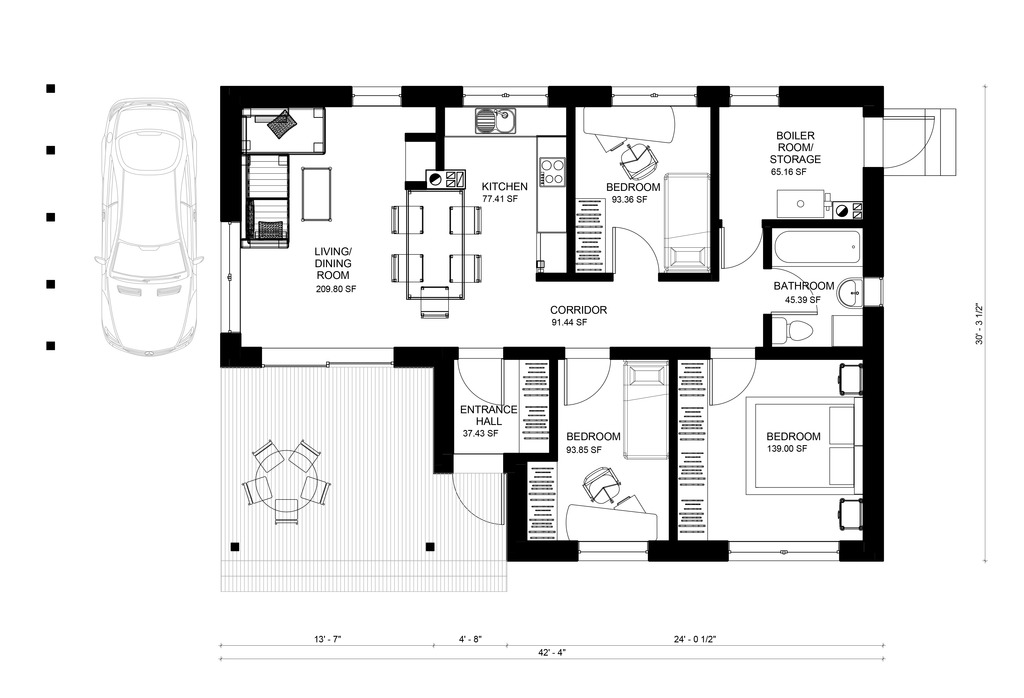 BOILER
ROOM/
STORAGE
65.16 SF
KITCHEN
77.41 SF
BEDROOM
93.36 SF
LIVING/
DINING
ROOM
209.80 SF
BATHROOM
45.39 SF
CORRIDOR
91.44 SF
30' - 3 1/2"
ENTRANCE
HALL
37.43 SF
BEDROOM
93.85 SF
BEDROOM
139.00 SF
13' - 7"
4' - 8"
24' - 0 1/2"
42' - 4"